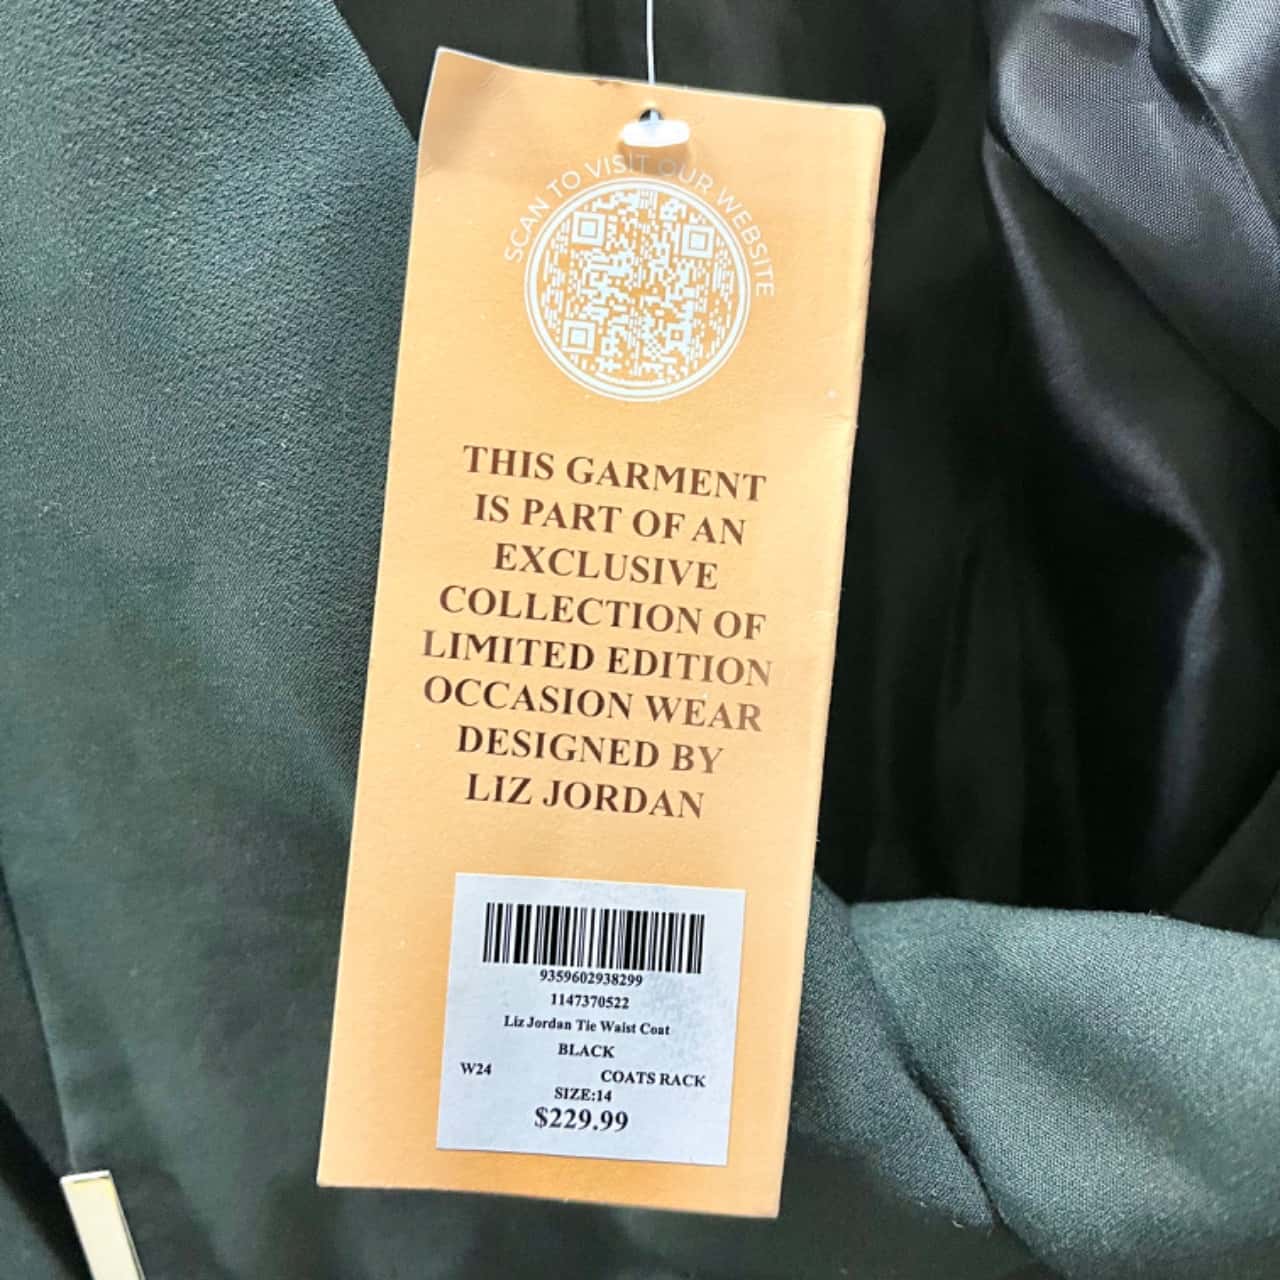 SCAN TO VISIT OUR WEBSITE
THIS GARMENT
IS PART OF AN
EXCLUSIVE
COLLECTION OF
LIMITED EDITION
OCCASION WEAR
DESIGNED BY
LIZ JORDAN
9359602938299
1147370522
Liz Jordan Tie Waist Coat
BLACK
W24 COATS RACK
SIZE:14
$229.99